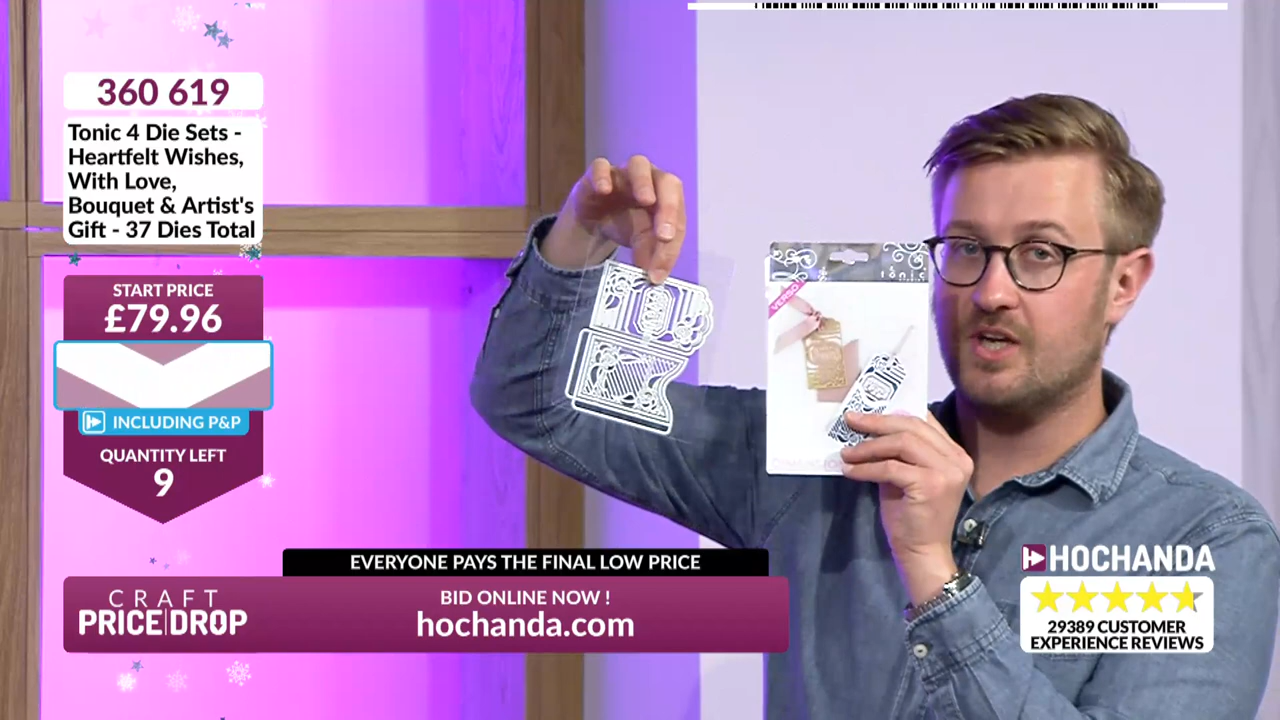 360 619
Tonic 4 Die Sets -
Heartfelt Wishes,
With Love,
Bouquet & Artist's
Gift - 37 Dies Total
START PRICE
£79.96
INCLUDING P&P
QUANTITY LEFT
9
tonic
VERSO
EVERYONE PAYS THE FINAL LOW PRICE
CRAFT
PRICE DROP
BID ONLINE NOW !
hochanda.com
HOCHANDA
29389 CUSTOMER
EXPERIENCE REVIEWS